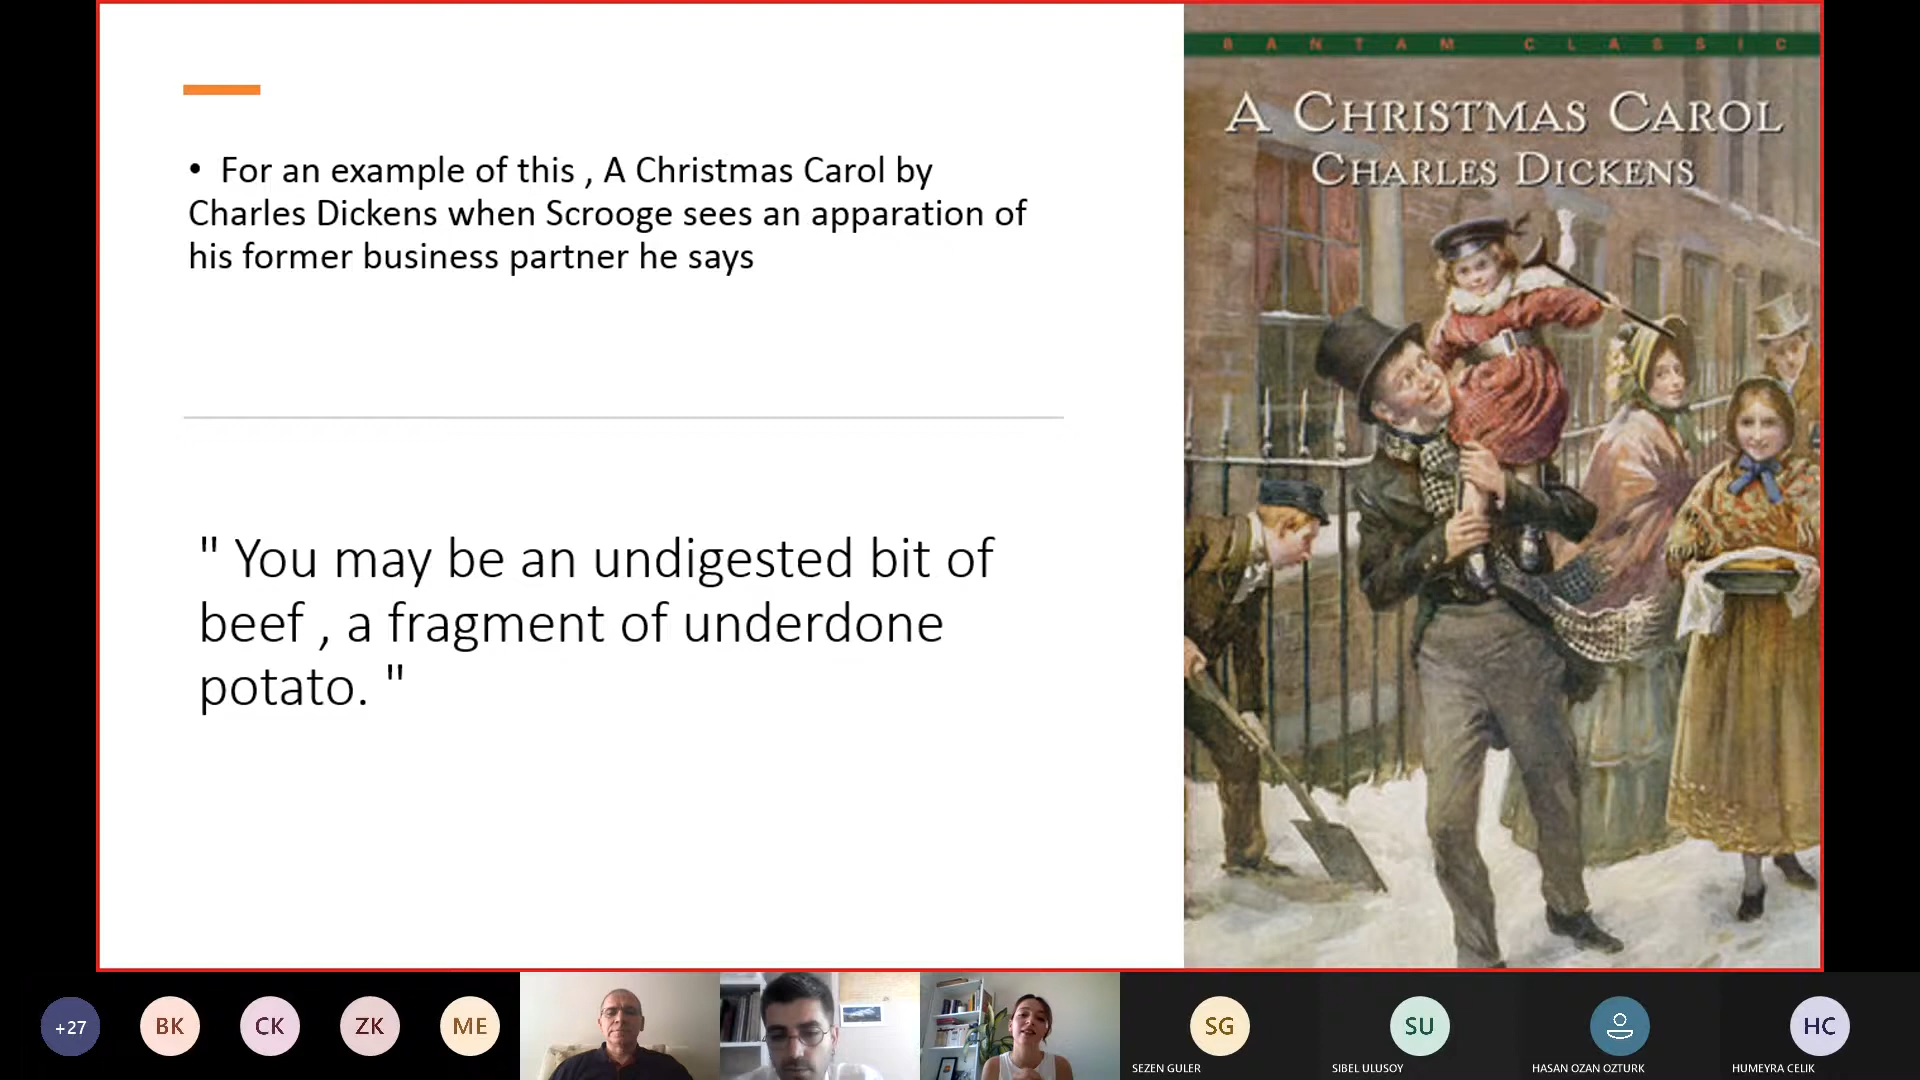 • For an example of this , A Christmas Carol by
Charles Dickens when Scrooge sees an apparation of
his former business partner he says
" You may be an undigested bit of
beef , a fragment of underdone
potato. "
BANTAM CLASSIC
A CHRISTMAS CAROL
CHARLES DICKENS
+27
BK
CK
ZK
ME
SG
SEZEN GULER
SU
SIBEL ULUSOY
HASAN OZAN OZTURK
HC
HUMEYRA CELIK